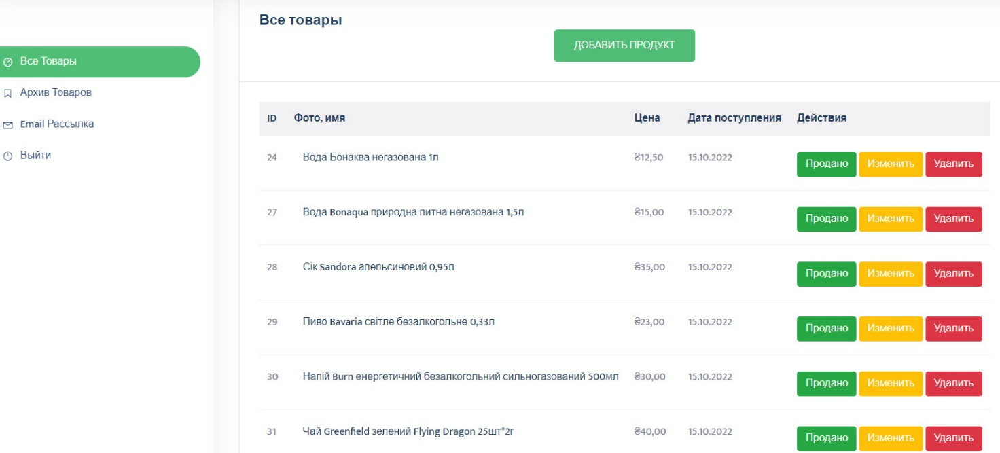 Все товары
ДОБАВИТЬ ПРОДУКТ
Все Товары
Архив Товаров
Email Рассылка
Выйти
ID Фото, имя Цена Дата поступления Действия
24 Вода Бонаква негазована 1л ₴12,50 15.10.2022 Продано Изменить Удалить
27 Вода Bonaqua природна питна негазована 1,5л ₴15,00 15.10.2022 Продано Изменить Удалить
28 Сік Sandora апельсиновий 0,95л ₴35,00 15.10.2022 Продано Изменить Удалить
29 Пиво Bavaria світле безалкогольне 0,33л ₴23,00 15.10.2022 Продано Изменить Удалить
30 Напій Burn енергетичний безалкогольний сильногазований 500мл ₴30,00 15.10.2022 Продано Изменить Удалить
31 Чай Greenfield зелений Flying Dragon 25шт*2г ₴40,00 15.10.2022 Продано Изменить Удалить